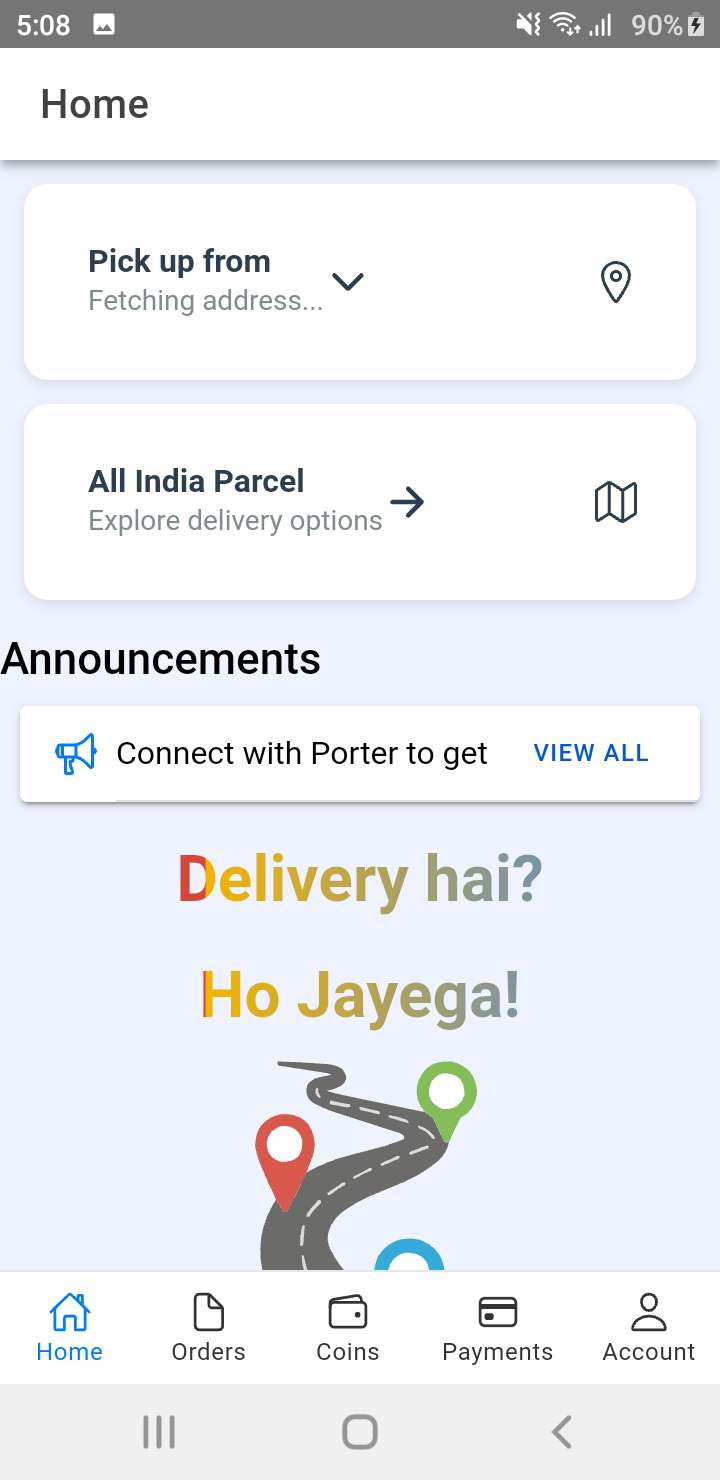 5:08
90%
Home
Pick up from
Fetching address...
All India Parcel
Explore delivery options
Announcements
Connect with Porter to get
VIEW ALL
Delivery hai?
Ho Jayega!
Home
Orders
Coins
Payments
Account